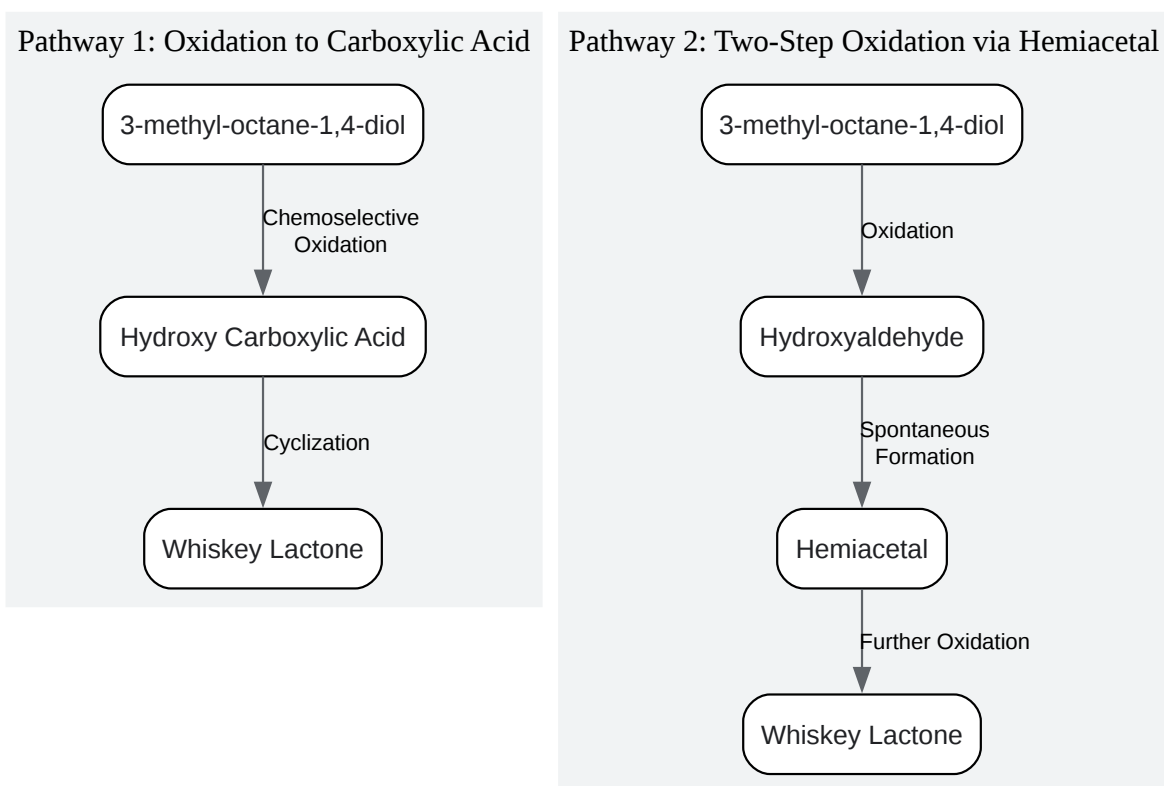 Pathway 1: Oxidation to Carboxylic Acid
3-methyl-octane-1,4-diol
Chemoselective
Oxidation
Hydroxy Carboxylic Acid
Cyclization
Whiskey Lactone
Pathway 2: Two-Step Oxidation via Hemiacetal
3-methyl-octane-1,4-diol
Oxidation
Hydroxyaldehyde
Spontaneous
Formation
Hemiacetal
Further Oxidation
Whiskey Lactone